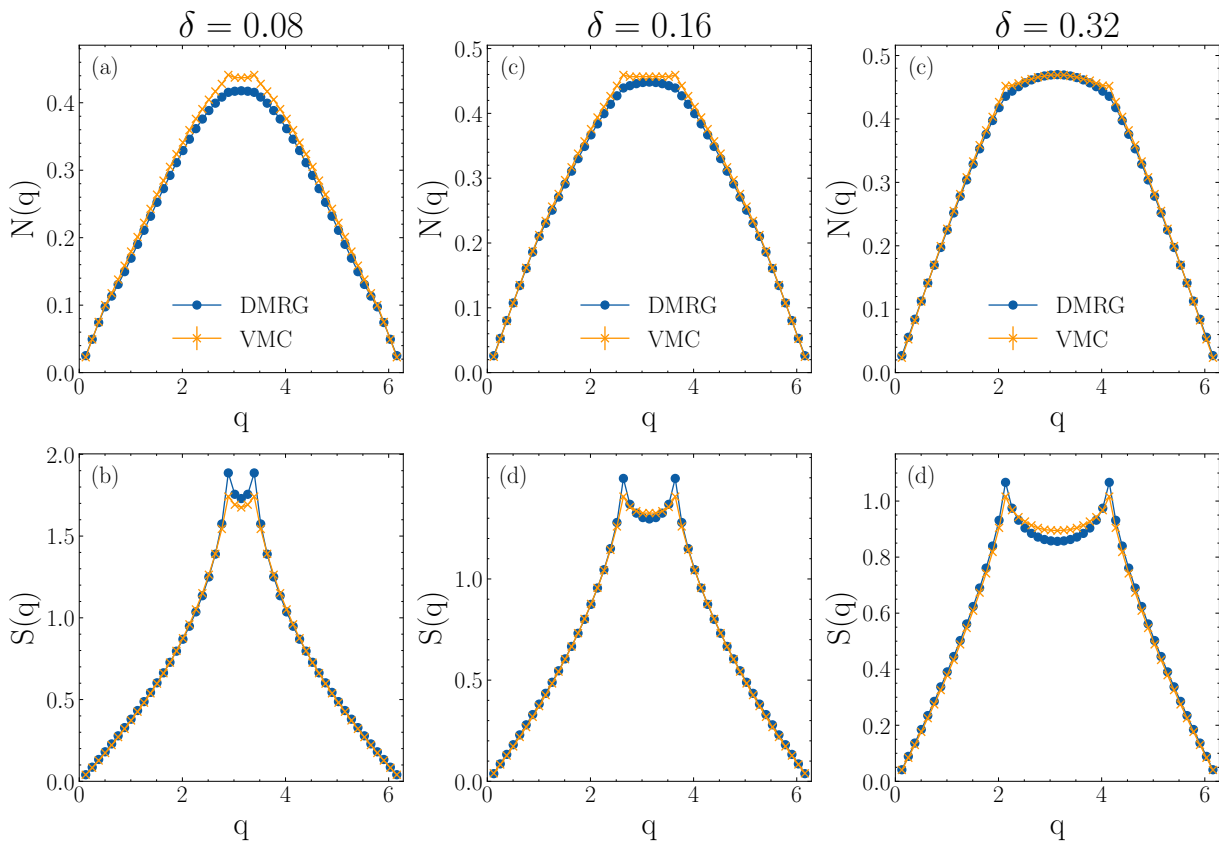 δ = 0.08
δ = 0.16
δ = 0.32
(a)
N(q)
0.4
0.3
0.2
0.1
0.0
DMRG
VMC
0 2 4 6
q
(c)
N(q)
0.5
0.4
0.3
0.2
0.1
0.0
DMRG
VMC
0 2 4 6
q
(c)
N(q)
0.5
0.4
0.3
0.2
0.1
0.0
DMRG
VMC
0 2 4 6
q
(b)
S(q)
2.0
1.5
1.0
0.5
0.0
0 2 4 6
q
(d)
S(q)
1.0
0.5
0.0
0 2 4 6
q
(d)
S(q)
1.0
0.8
0.6
0.4
0.2
0.0
0 2 4 6
q